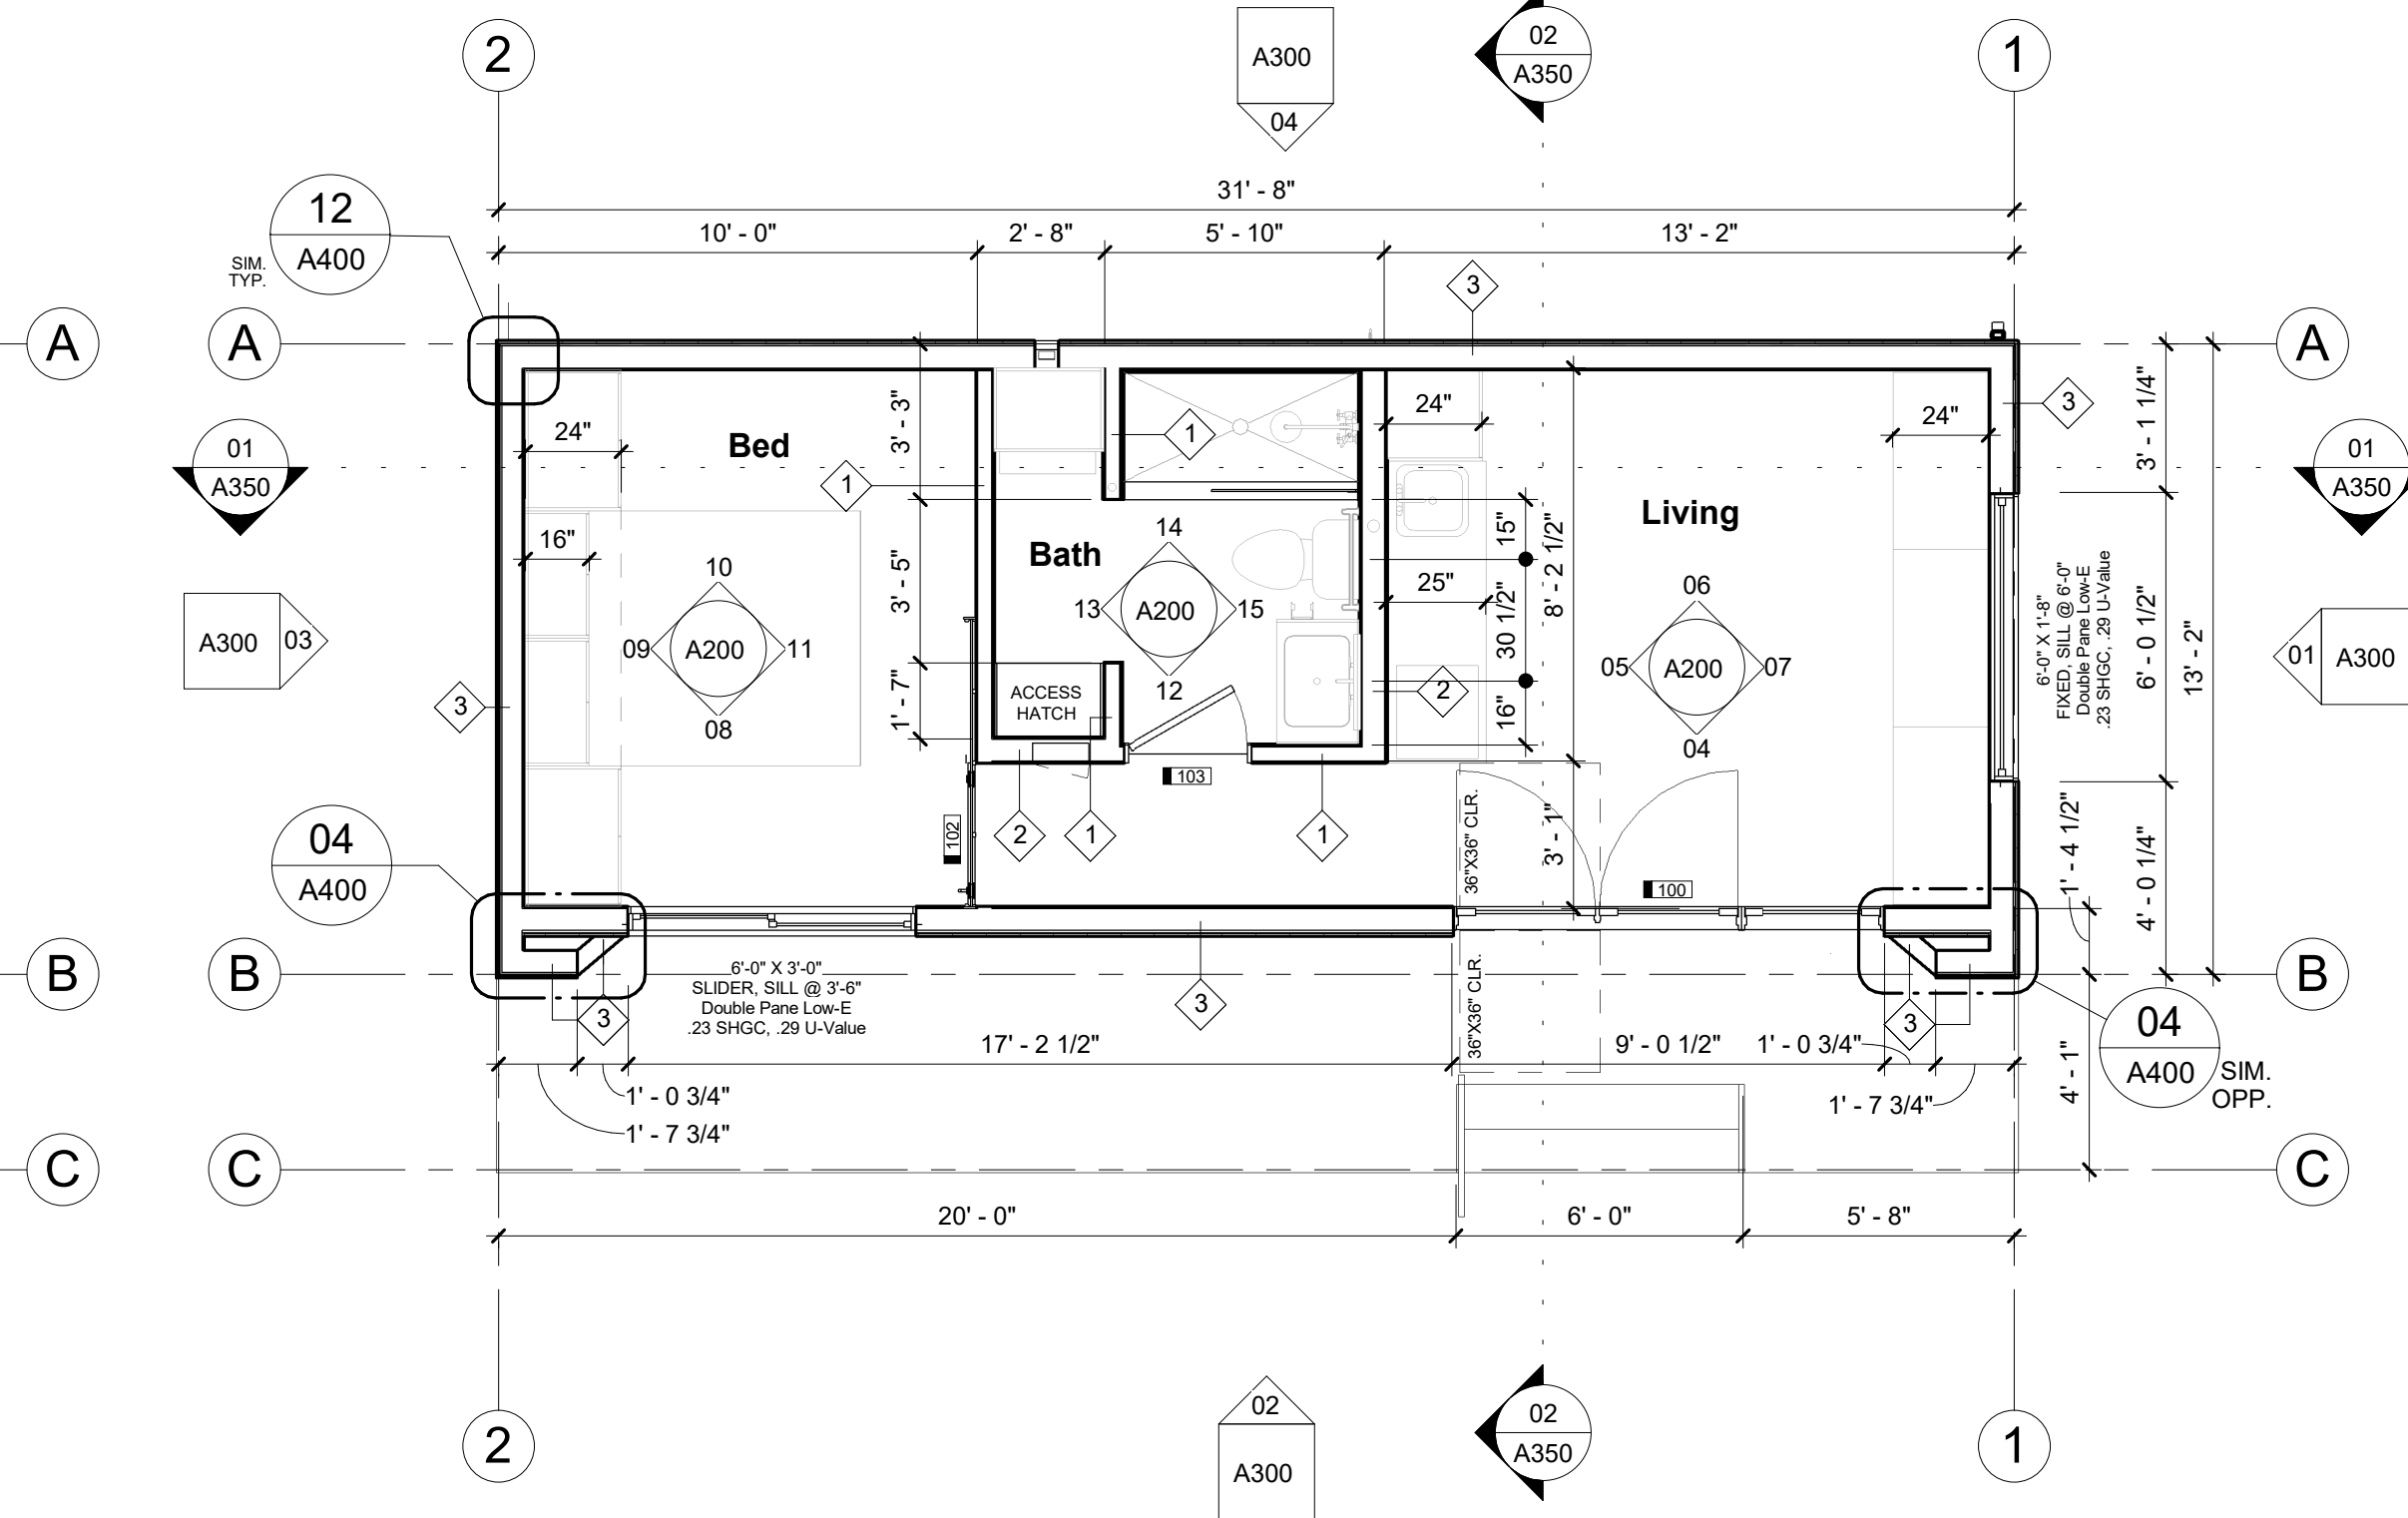 2
A300
04
02
A350
1
31' - 8"
10' - 0"
2' - 8"
5' - 10"
13' - 2"
12
A400
SIM.
TYP.
3
A
A
A
01
A350
24"
Bed
1
3' - 3"
1
24"
24"
3
3' - 1 1/4"
01
A350
Living
16"
10
09
A200
11
08
3' - 5"
Bath
14
13
A200
15
12
15"
30 1/2"
16"
8' - 2 1/2"
25"
2
06
05
A200
07
04
6'-0" X 1'-8"
FIXED, SILL @ 6'-0"
Double Pane Low-E
.23 SHGC, .29 U-Value
6' - 0 1/2"
13' - 2"
A300
03
01
A300
3
1' - 7"
ACCESS
HATCH
103
102
2
1
1
36"X36" CLR.
3' - 1"
100
1' - 4 1/2"
4' - 0 1/4"
04
A400
B
B
B
6'-0" X 3'-0"
SLIDER, SILL @ 3'-6"
Double Pane Low-E
.23 SHGC, .29 U-Value
3
3
36"X36" CLR.
3
04
A400
SIM.
OPP.
17' - 2 1/2"
9' - 0 1/2"
1' - 0 3/4"
1' - 0 3/4"
1' - 7 3/4"
1' - 7 3/4"
4' - 1"
C
C
C
20' - 0"
6' - 0"
5' - 8"
2
02
A300
02
A350
1